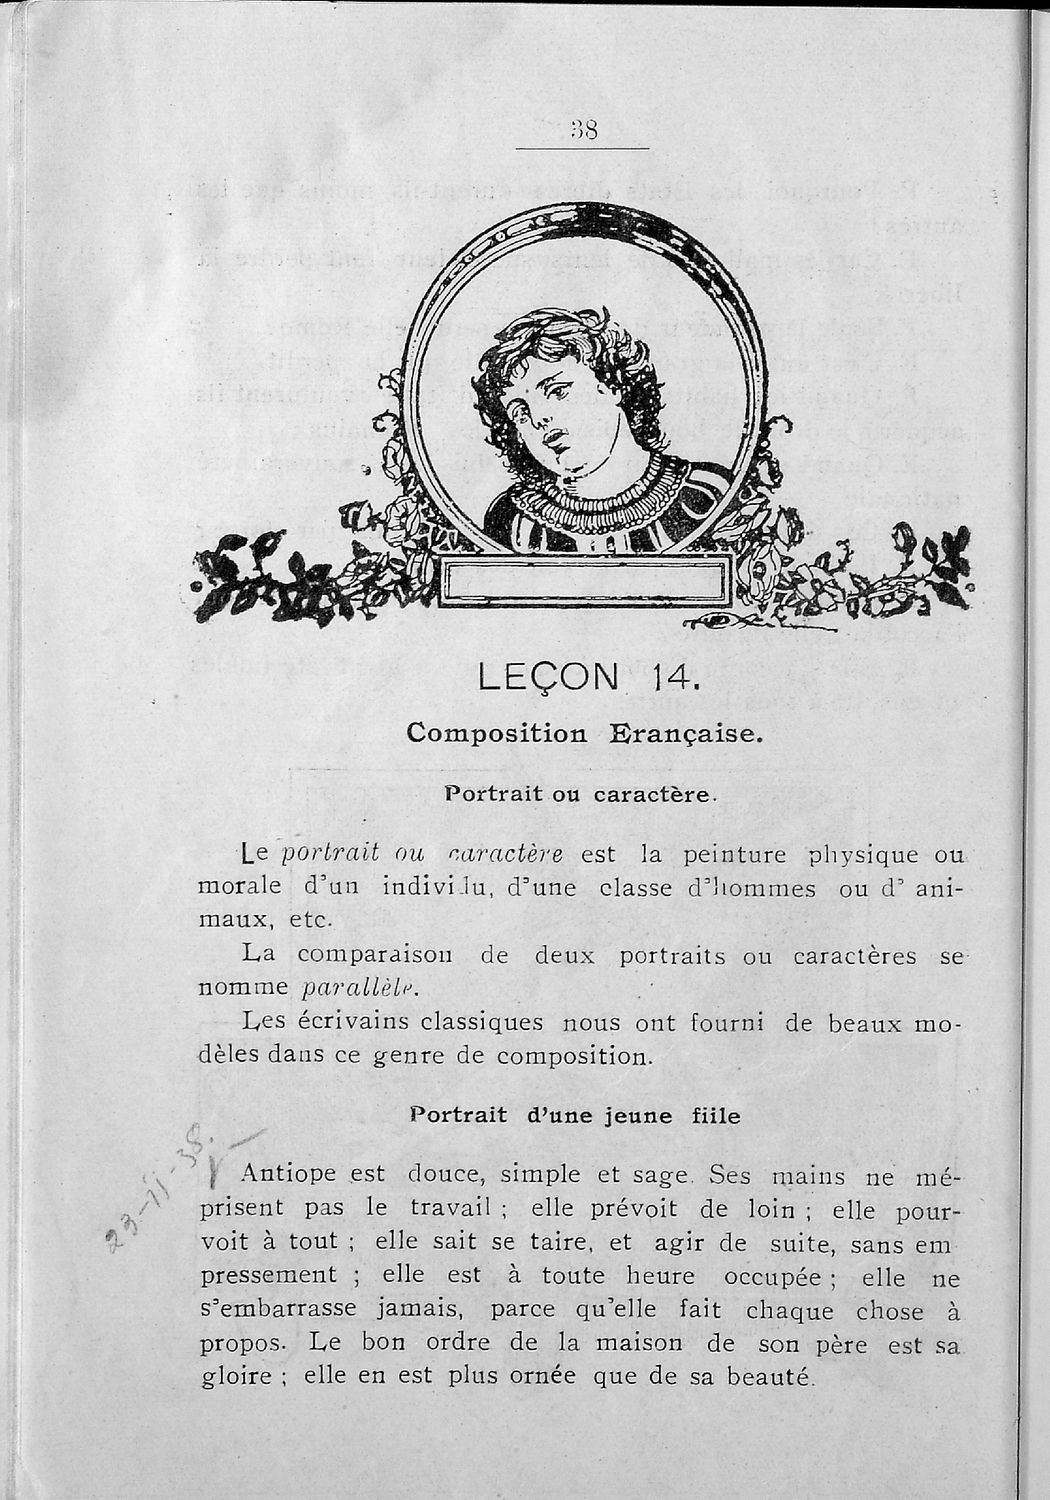 38
LEÇON 14.
Composition Erançaise.
Portrait ou caractère.
Le portrait ou caractère est la peinture physique ou
morale d'un individu, d'une classe d'hommes ou d' ani-
maux, etc.
La comparaison de deux portraits ou caractères se
nomme parallèle.
Les écrivains classiques nous ont fourni de beaux mo-
dèles dans ce genre de composition.
Portrait d'une jeune fiile
23-11-38.
Antiope est douce, simple et sage. Ses mains ne mé-
prisent pas le travail ; elle prévoit de loin ; elle pour-
voit à tout ; elle sait se taire, et agir de suite, sans em
pressement ; elle est à toute heure occupée ; elle ne
s'embarrasse jamais, parce qu'elle fait chaque chose à
propos. Le bon ordre de la maison de son père est sa
gloire ; elle en est plus ornée que de sa beauté.